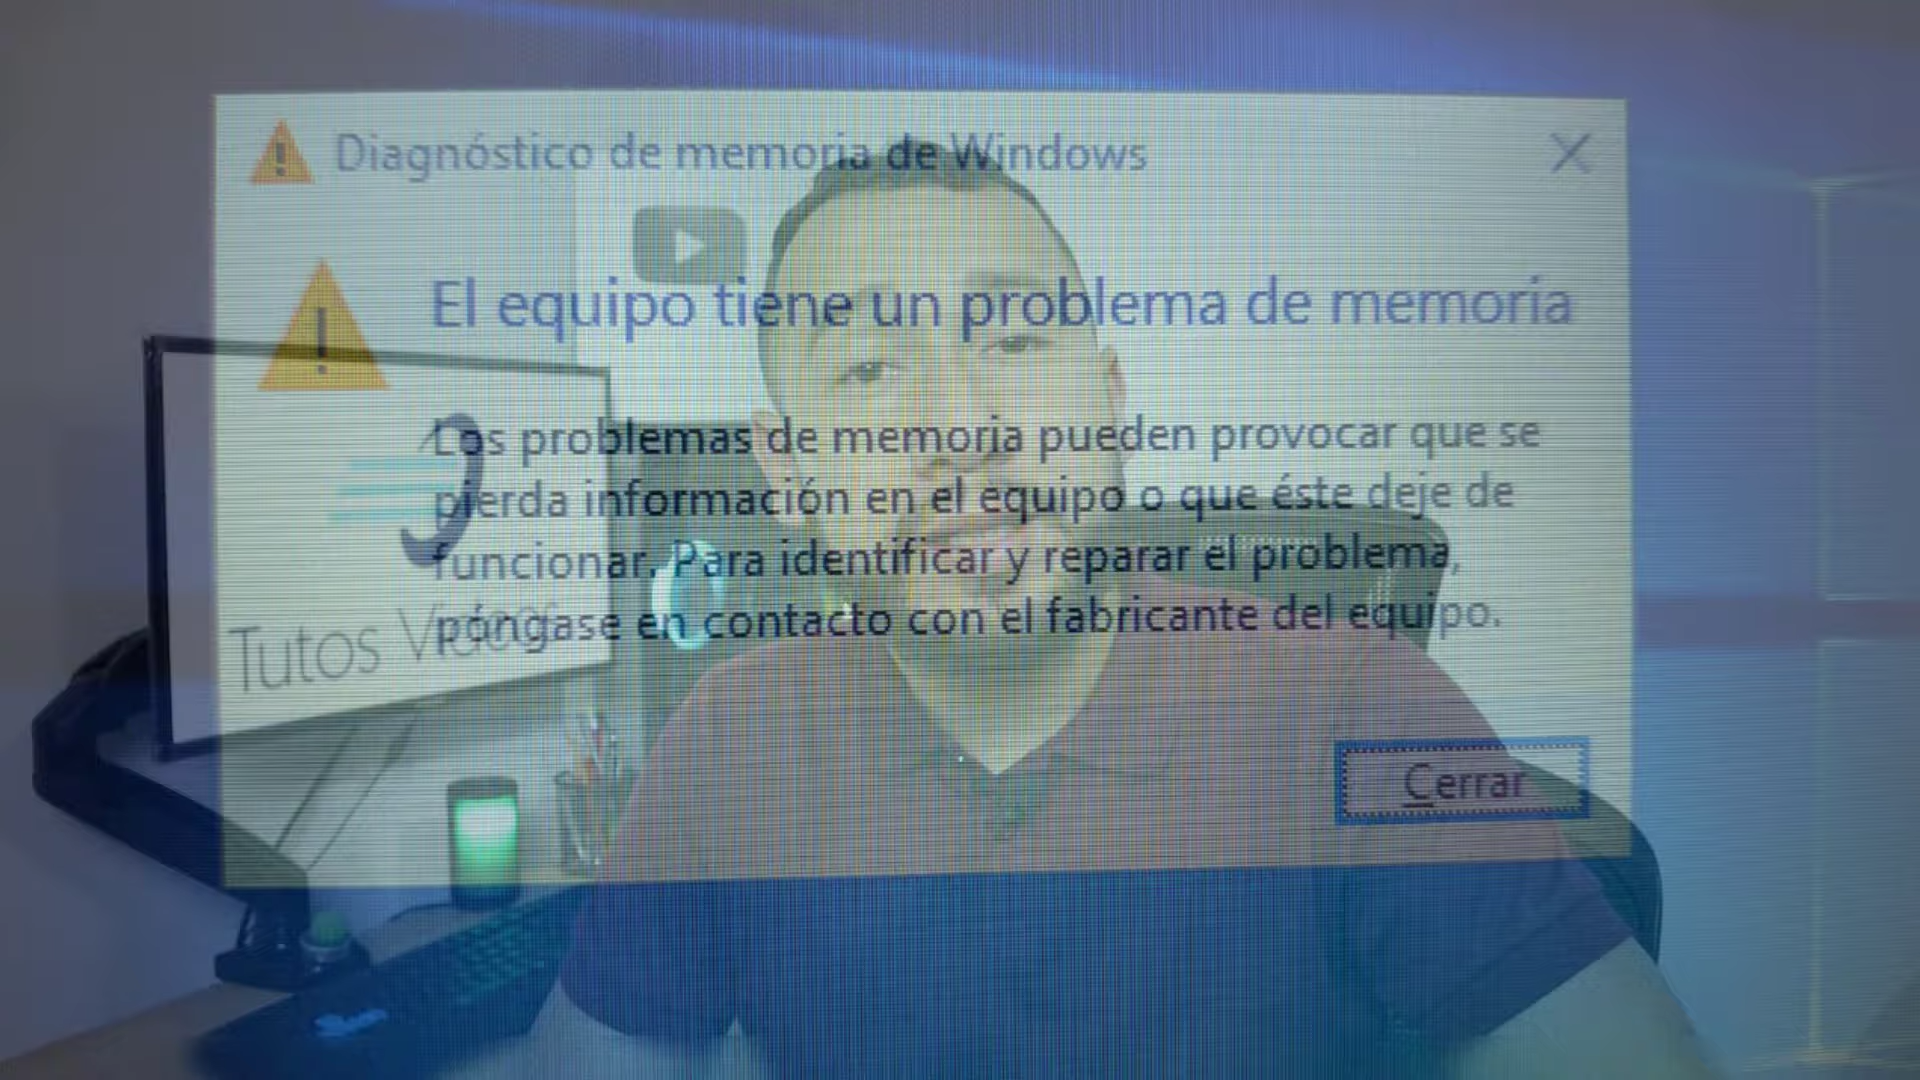 Diagnóstico de memoria de Windows
El equipo tiene un problema de memoria
Los problemas de memoria pueden provocar que se
pierda información en el equipo o que éste deje de
funcionar. Para identificar y reparar el problema,
póngase en contacto con el fabricante del equipo.
Tutos
Cerrar